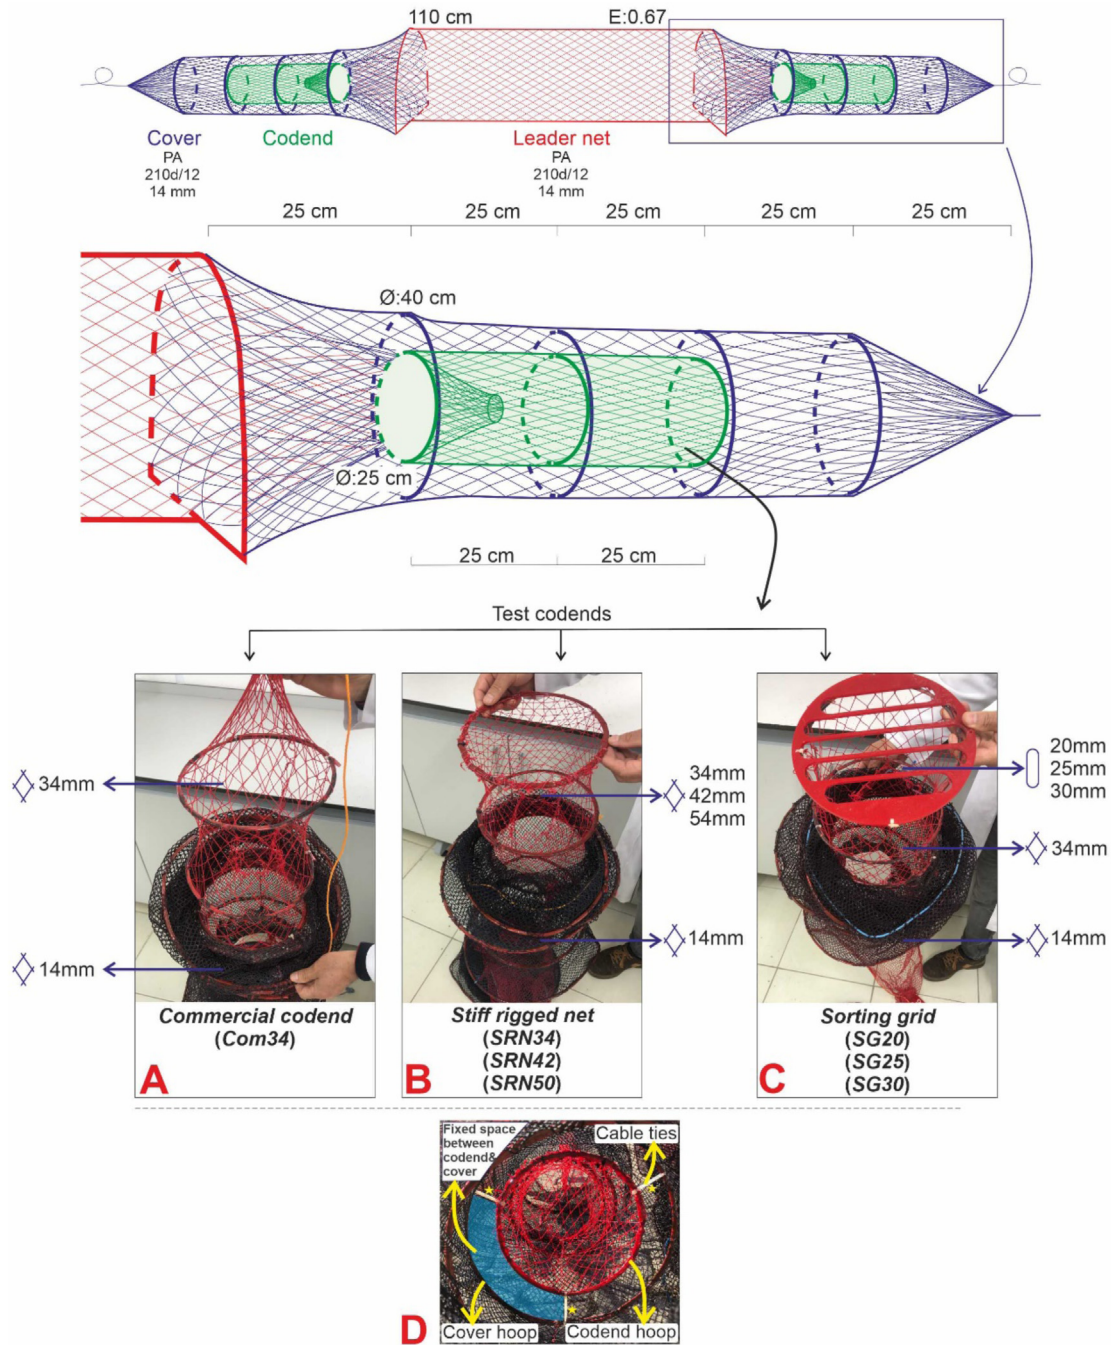 110 cm
E:0.67
Cover
PA
210d/12
14 mm
Codend
Leader net
PA
210d/12
14 mm
25 cm
25 cm
25 cm
25 cm
25 cm
Ø:40 cm
Ø:25 cm
25 cm
25 cm
Test codends
34mm
14mm
Commercial codend
(Com34)
A
34mm
42mm
54mm
14mm
Stiff rigged net
(SRN34)
(SRN42)
(SRN50)
B
20mm
25mm
30mm
34mm
14mm
Sorting grid
(SG20)
(SG25)
(SG30)
C
Fixed space
between
codend&
cover
Cable ties
Cover hoop
Codend hoop
D